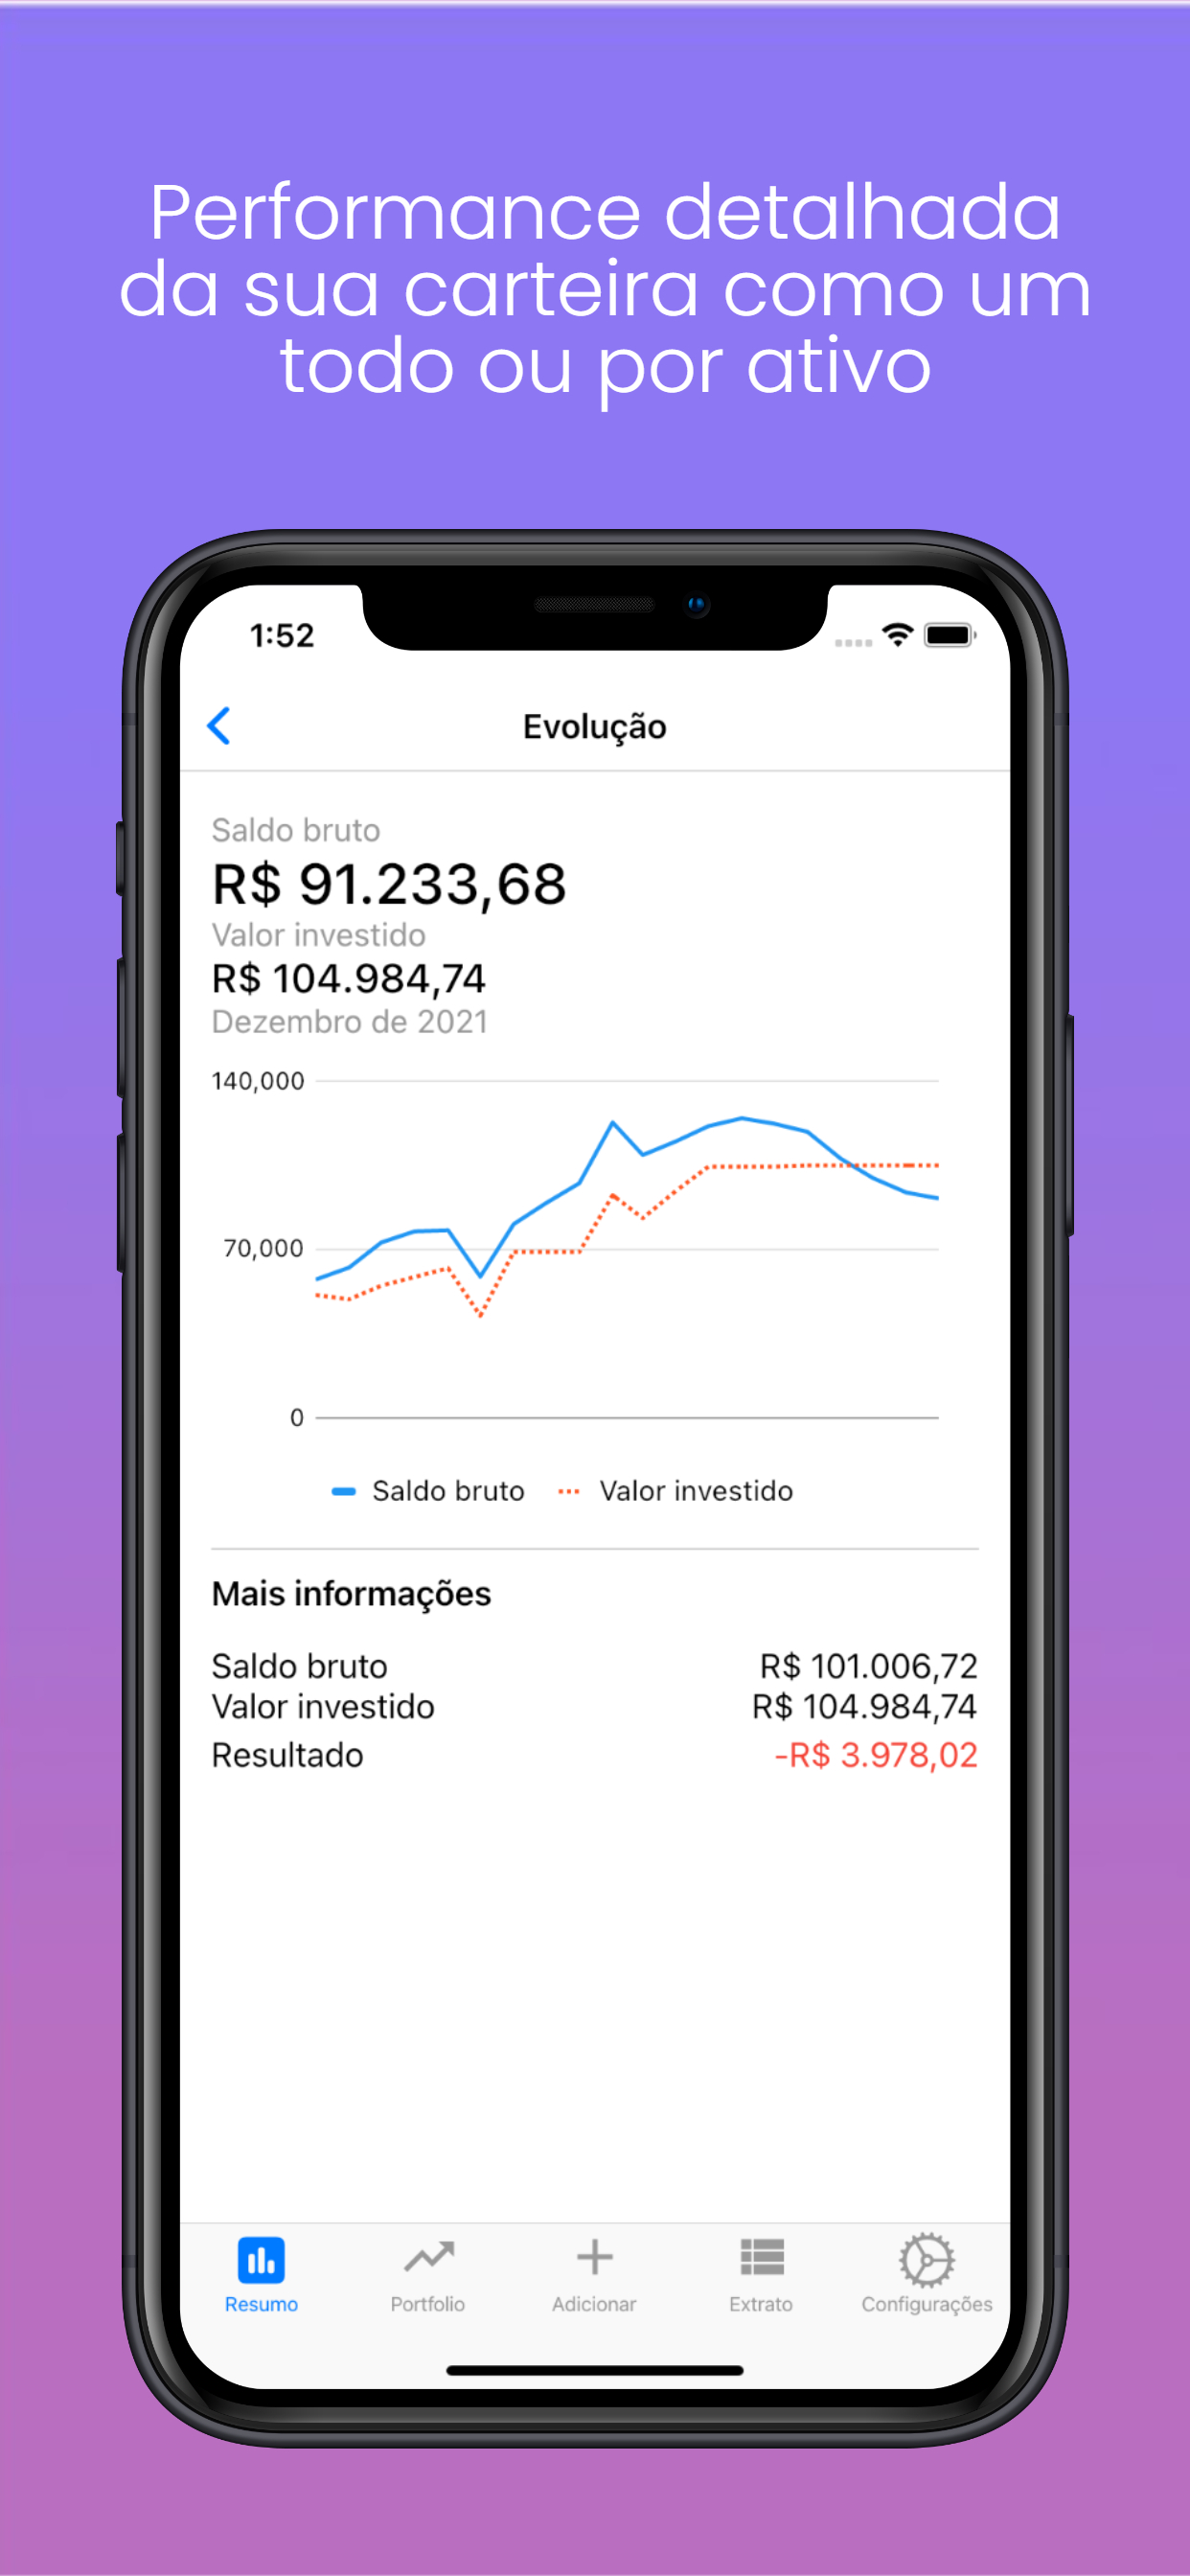 Performance detalhada
da sua carteira como um
todo ou por ativo
1:52
Evolução
Saldo bruto
R$ 91.233,68
Valor investido
R$ 104.984,74
Dezembro de 2021
140,000
70,000
0
Saldo bruto Valor investido
Mais informações
Saldo bruto R$ 101.006,72
Valor investido R$ 104.984,74
Resultado -R$ 3.978,02
Resumo Portfolio Adicionar Extrato Configurações